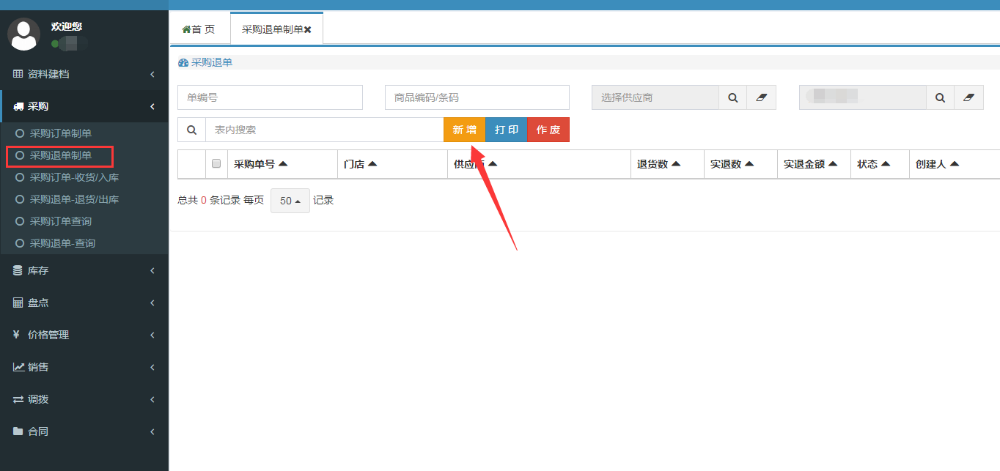 欢迎您
资料建档
采购
采购订单制单
采购退单制单
采购订单-收货/入库
采购退单-退货/出库
采购订单查询
采购退单-查询
库存
盘点
¥ 价格管理
销售
调拨
合同
首 页 采购退单制单
采购退单
单编号 商品编码/条码 选择供应商
表内搜索 新 增 打 印 作 废
采购单号 门店 供应 退货数 实退数 实退金额 状态 创建人
总共 0 条记录 每页 50 记录